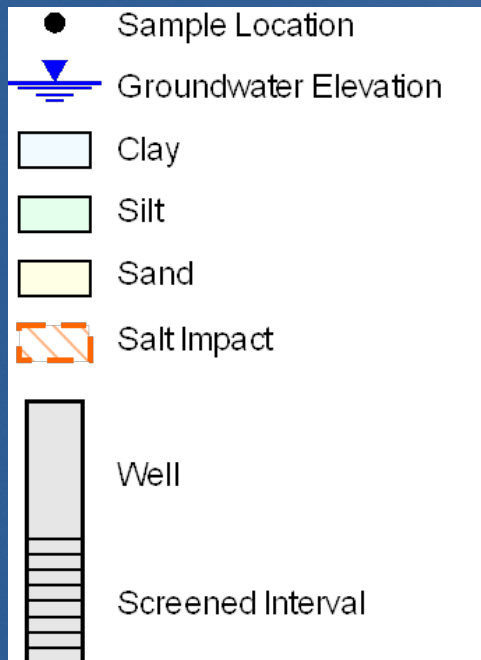 Sample Location
Groundwater Elevation
Clay
Silt
Sand
Salt Impact
Well
Screened Interval